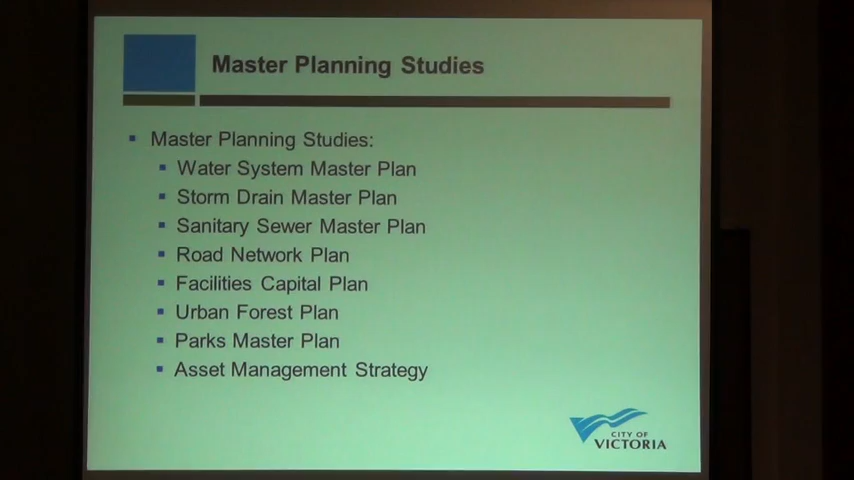 Master Planning Studies
Master Planning Studies:
Water System Master Plan
Storm Drain Master Plan
Sanitary Sewer Master Plan
Road Network Plan
Facilities Capital Plan
Urban Forest Plan
Parks Master Plan
Asset Management Strategy
CITY OF
VICTORIA